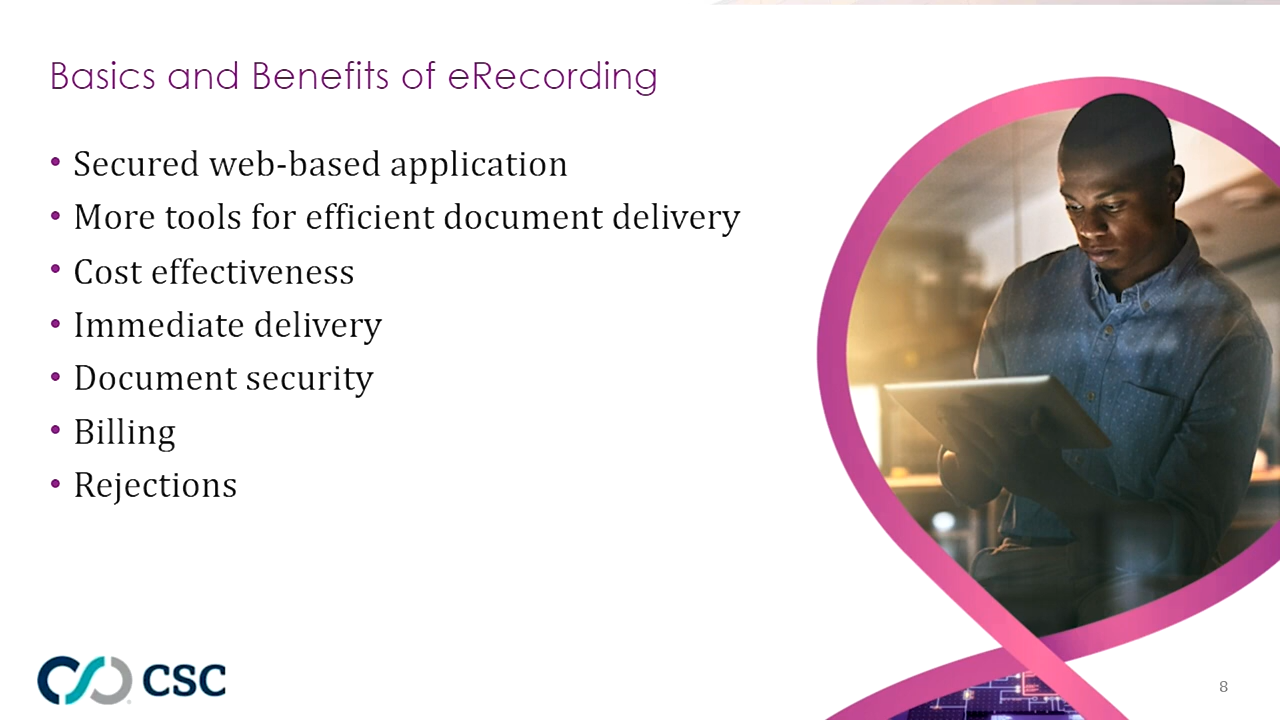 Basics and Benefits of eRecording
• Secured web-based application
• More tools for efficient document delivery
• Cost effectiveness
• Immediate delivery
• Document security
• Billing
• Rejections
CSC
8